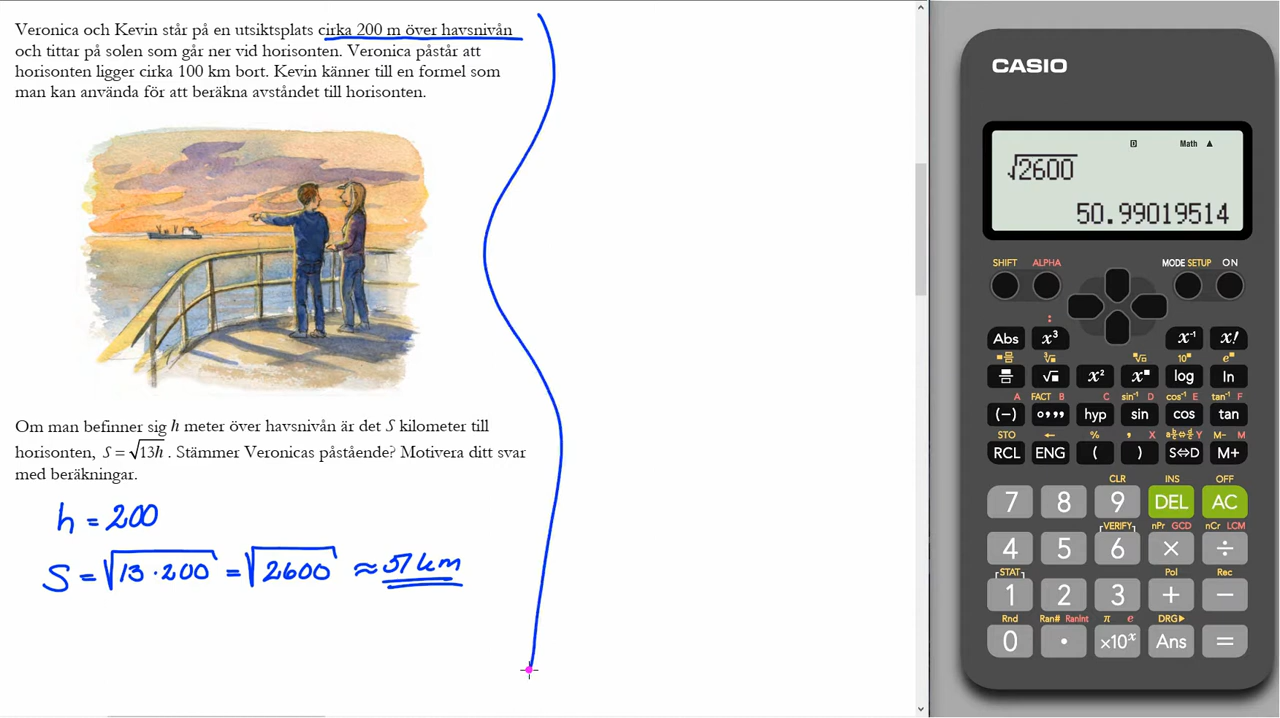 Veronica och Kevin står på en utsiktsplats cirka 200 m över havsnivån
och tittar på solen som går ner vid horisonten. Veronica påstår att
horisonten ligger cirka 100 km bort. Kevin känner till en formel som
man kan använda för att beräkna avståndet till horisonten.
Om man befinner sig h meter över havsnivån är det S kilometer till
horisonten, S = √13h . Stämmer Veronicas påstående? Motivera ditt svar
med beräkningar.
h = 200
S = √13 · 200 = √2600 ≈ 51 km
CASIO
D Math ▲
√2600
50.99019514
SHIFT ALPHA MODE SETUP ON
:
Abs x³ x⁻¹ x!
³√■ ■√□ 10■ e■
√■ x² x■ log ln
A FACT B C sin⁻¹ D cos⁻¹ E tan⁻¹ F
(−) °,,, hyp sin cos tan
STO ← % , X Y M- M
RCL ENG ( ) S⇔D M+
CLR INS OFF
7 8 9 DEL AC
VERIFY nPr GCD nCr LCM
4 5 6 × ÷
STAT Pol Rec
1 2 3 + −
Rnd Ran# RanInt π e DRG▶
0 · ×10ˣ Ans =